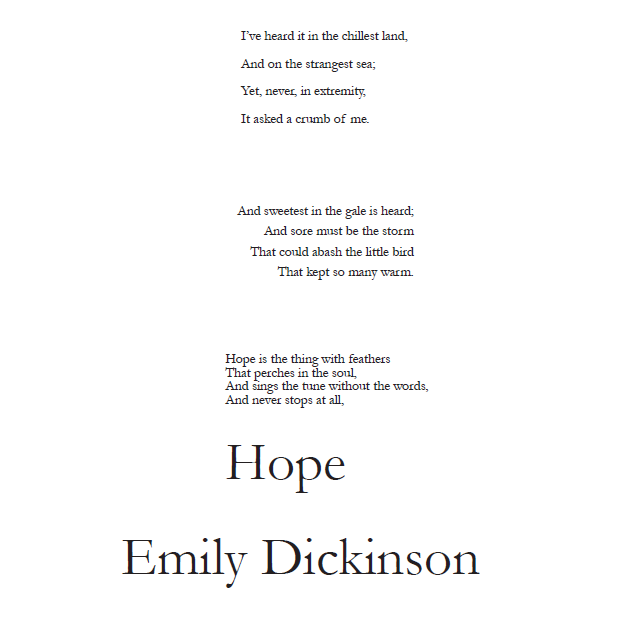 I've heard it in the chillest land,
And on the strangest sea;
Yet, never, in extremity,
It asked a crumb of me.
And sweetest in the gale is heard;
And sore must be the storm
That could abash the little bird
That kept so many warm.
Hope is the thing with feathers
That perches in the soul,
And sings the tune without the words,
And never stops at all,
Hope
Emily Dickinson